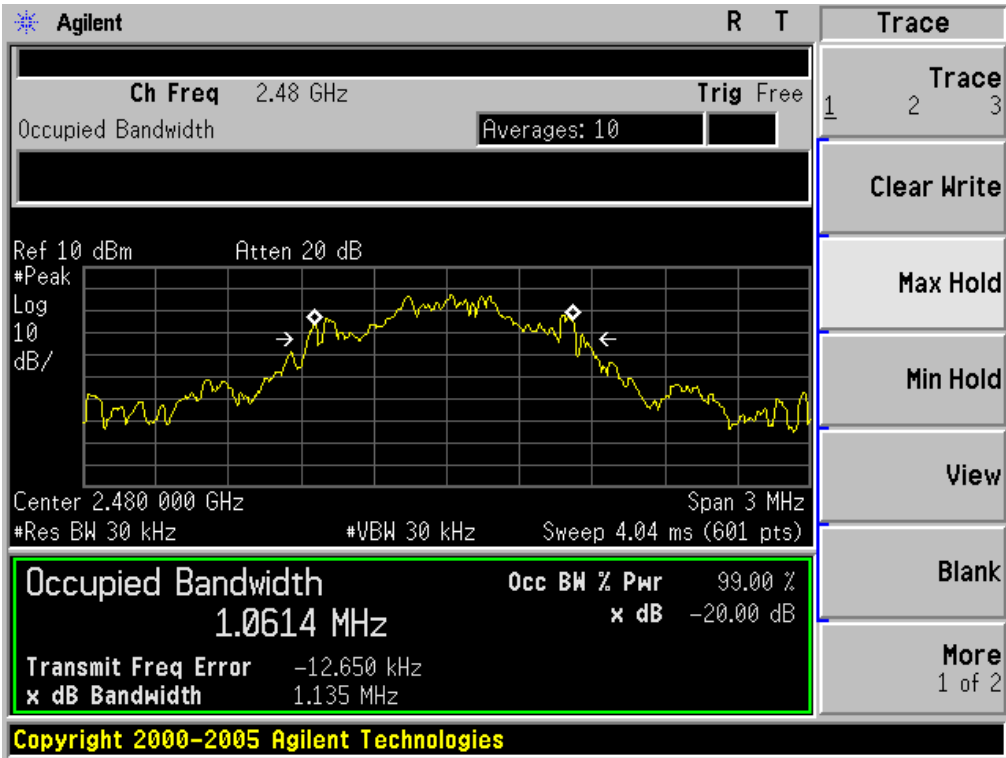 Agilent R T Trace
Ch Freq 2.48 GHz Trig Free
Occupied Bandwidth Averages: 10
Trace
1 2 3
Clear Write
Max Hold
Min Hold
View
Blank
More
1 of 2
Ref 10 dBm Atten 20 dB
#Peak
Log
10
dB/
Center 2.480 000 GHz Span 3 MHz
#Res BW 30 kHz #VBW 30 kHz Sweep 4.04 ms (601 pts)
Occupied Bandwidth Occ BW % Pwr 99.00 %
1.0614 MHz x dB -20.00 dB
Transmit Freq Error -12.650 kHz
x dB Bandwidth 1.135 MHz
Copyright 2000-2005 Agilent Technologies